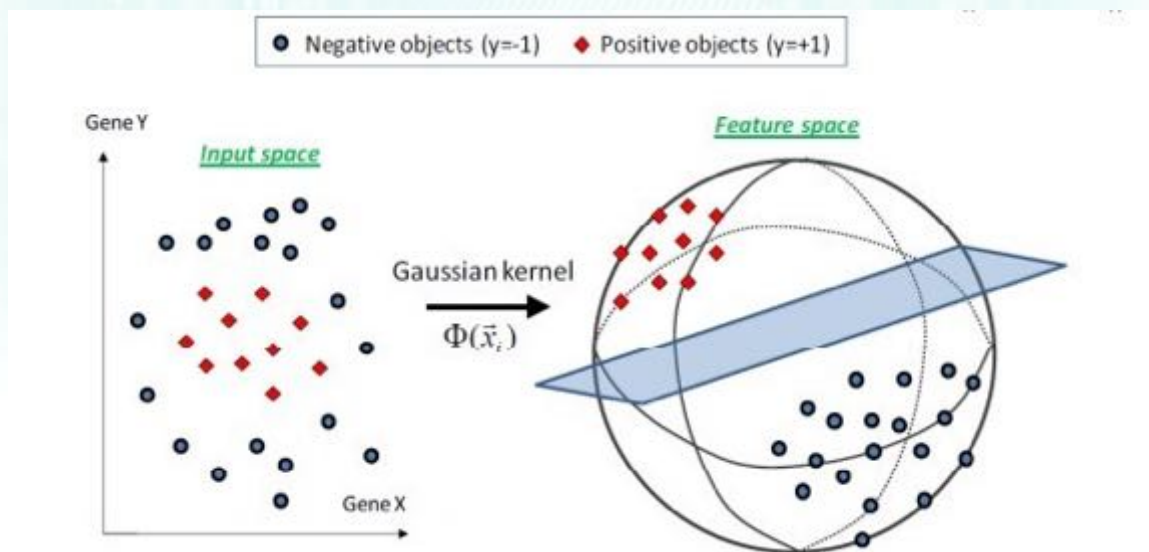 Negative objects (y=-1) Positive objects (y=+1)
Gene Y
Input space
Feature space
Gaussian kernel
Φ(x⃗ᵢ)
Gene X